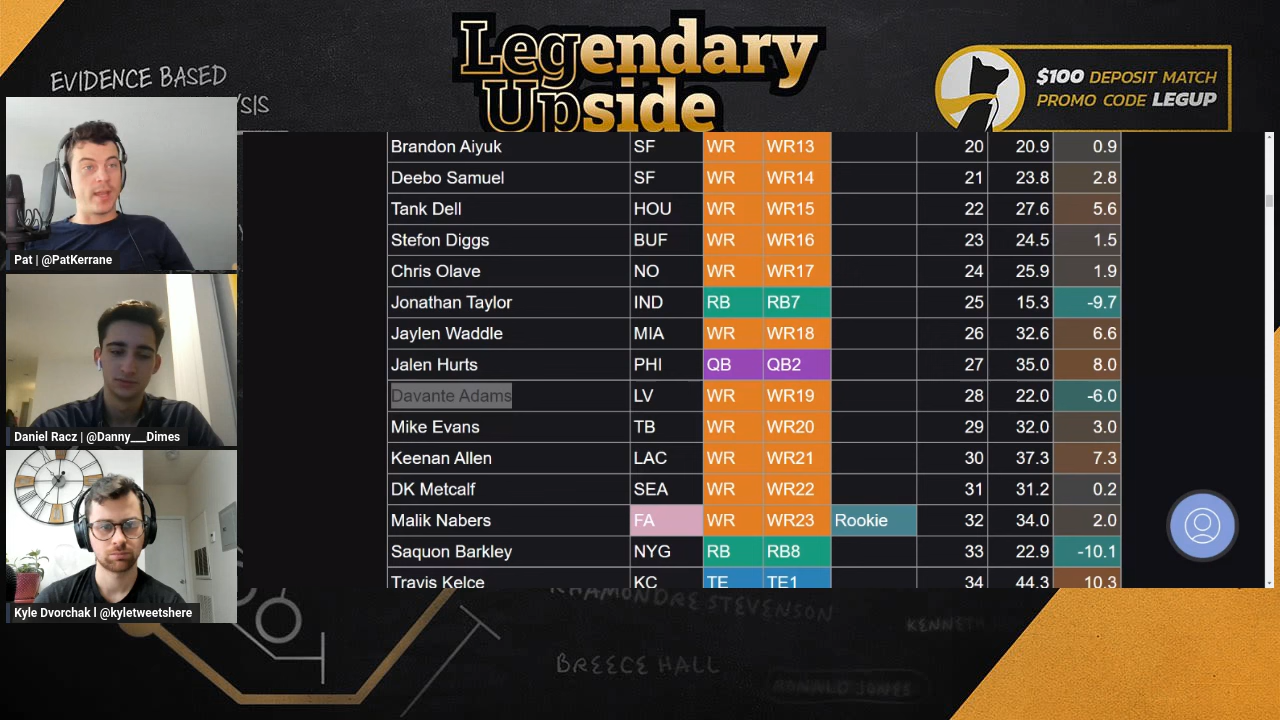 Legendary
Upside
EVIDENCE BASED
YSIS
$100 DEPOSIT MATCH
PROMO CODE LEGUP
Pat | @PatKerrane
Daniel Racz | @Danny___Dimes
Kyle Dvorchak l @kyletweetshere
Brandon Aiyuk SF WR WR13 20 20.9 0.9
Deebo Samuel SF WR WR14 21 23.8 2.8
Tank Dell HOU WR WR15 22 27.6 5.6
Stefon Diggs BUF WR WR16 23 24.5 1.5
Chris Olave NO WR WR17 24 25.9 1.9
Jonathan Taylor IND RB RB7 25 15.3 -9.7
Jaylen Waddle MIA WR WR18 26 32.6 6.6
Jalen Hurts PHI QB QB2 27 35.0 8.0
Davante Adams LV WR WR19 28 22.0 -6.0
Mike Evans TB WR WR20 29 32.0 3.0
Keenan Allen LAC WR WR21 30 37.3 7.3
DK Metcalf SEA WR WR22 31 31.2 0.2
Malik Nabers FA WR WR23 Rookie 32 34.0 2.0
Saquon Barkley NYG RB RB8 33 22.9 -10.1
Travis Kelce KC TE TE1 34 44.3 10.3
RHAMONDRE STEVENSON
KENNETH
BREECE HALL
RONALD JONES